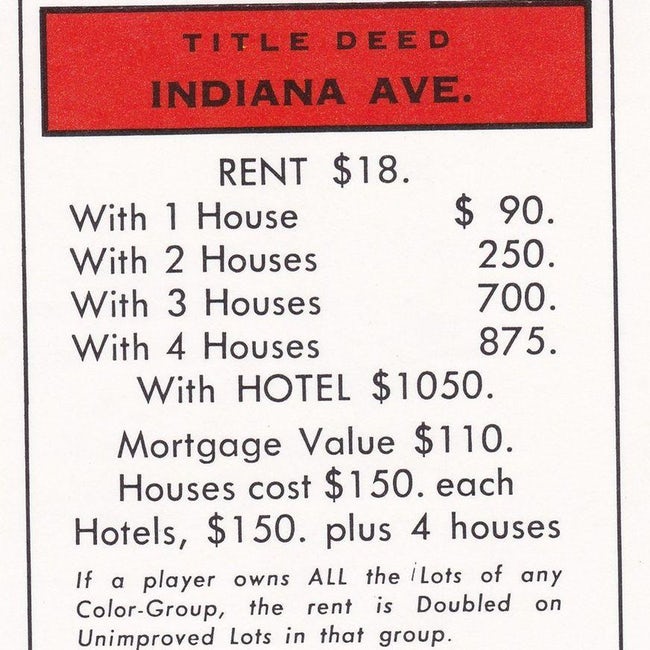 TITLE DEED
INDIANA AVE.
RENT $18.
With 1 House $ 90.
With 2 Houses 250.
With 3 Houses 700.
With 4 Houses 875.
With HOTEL $1050.
Mortgage Value $110.
Houses cost $150. each
Hotels, $150. plus 4 houses
If a player owns ALL the Lots of any
Color-Group, the rent is Doubled on
Unimproved Lots in that group.